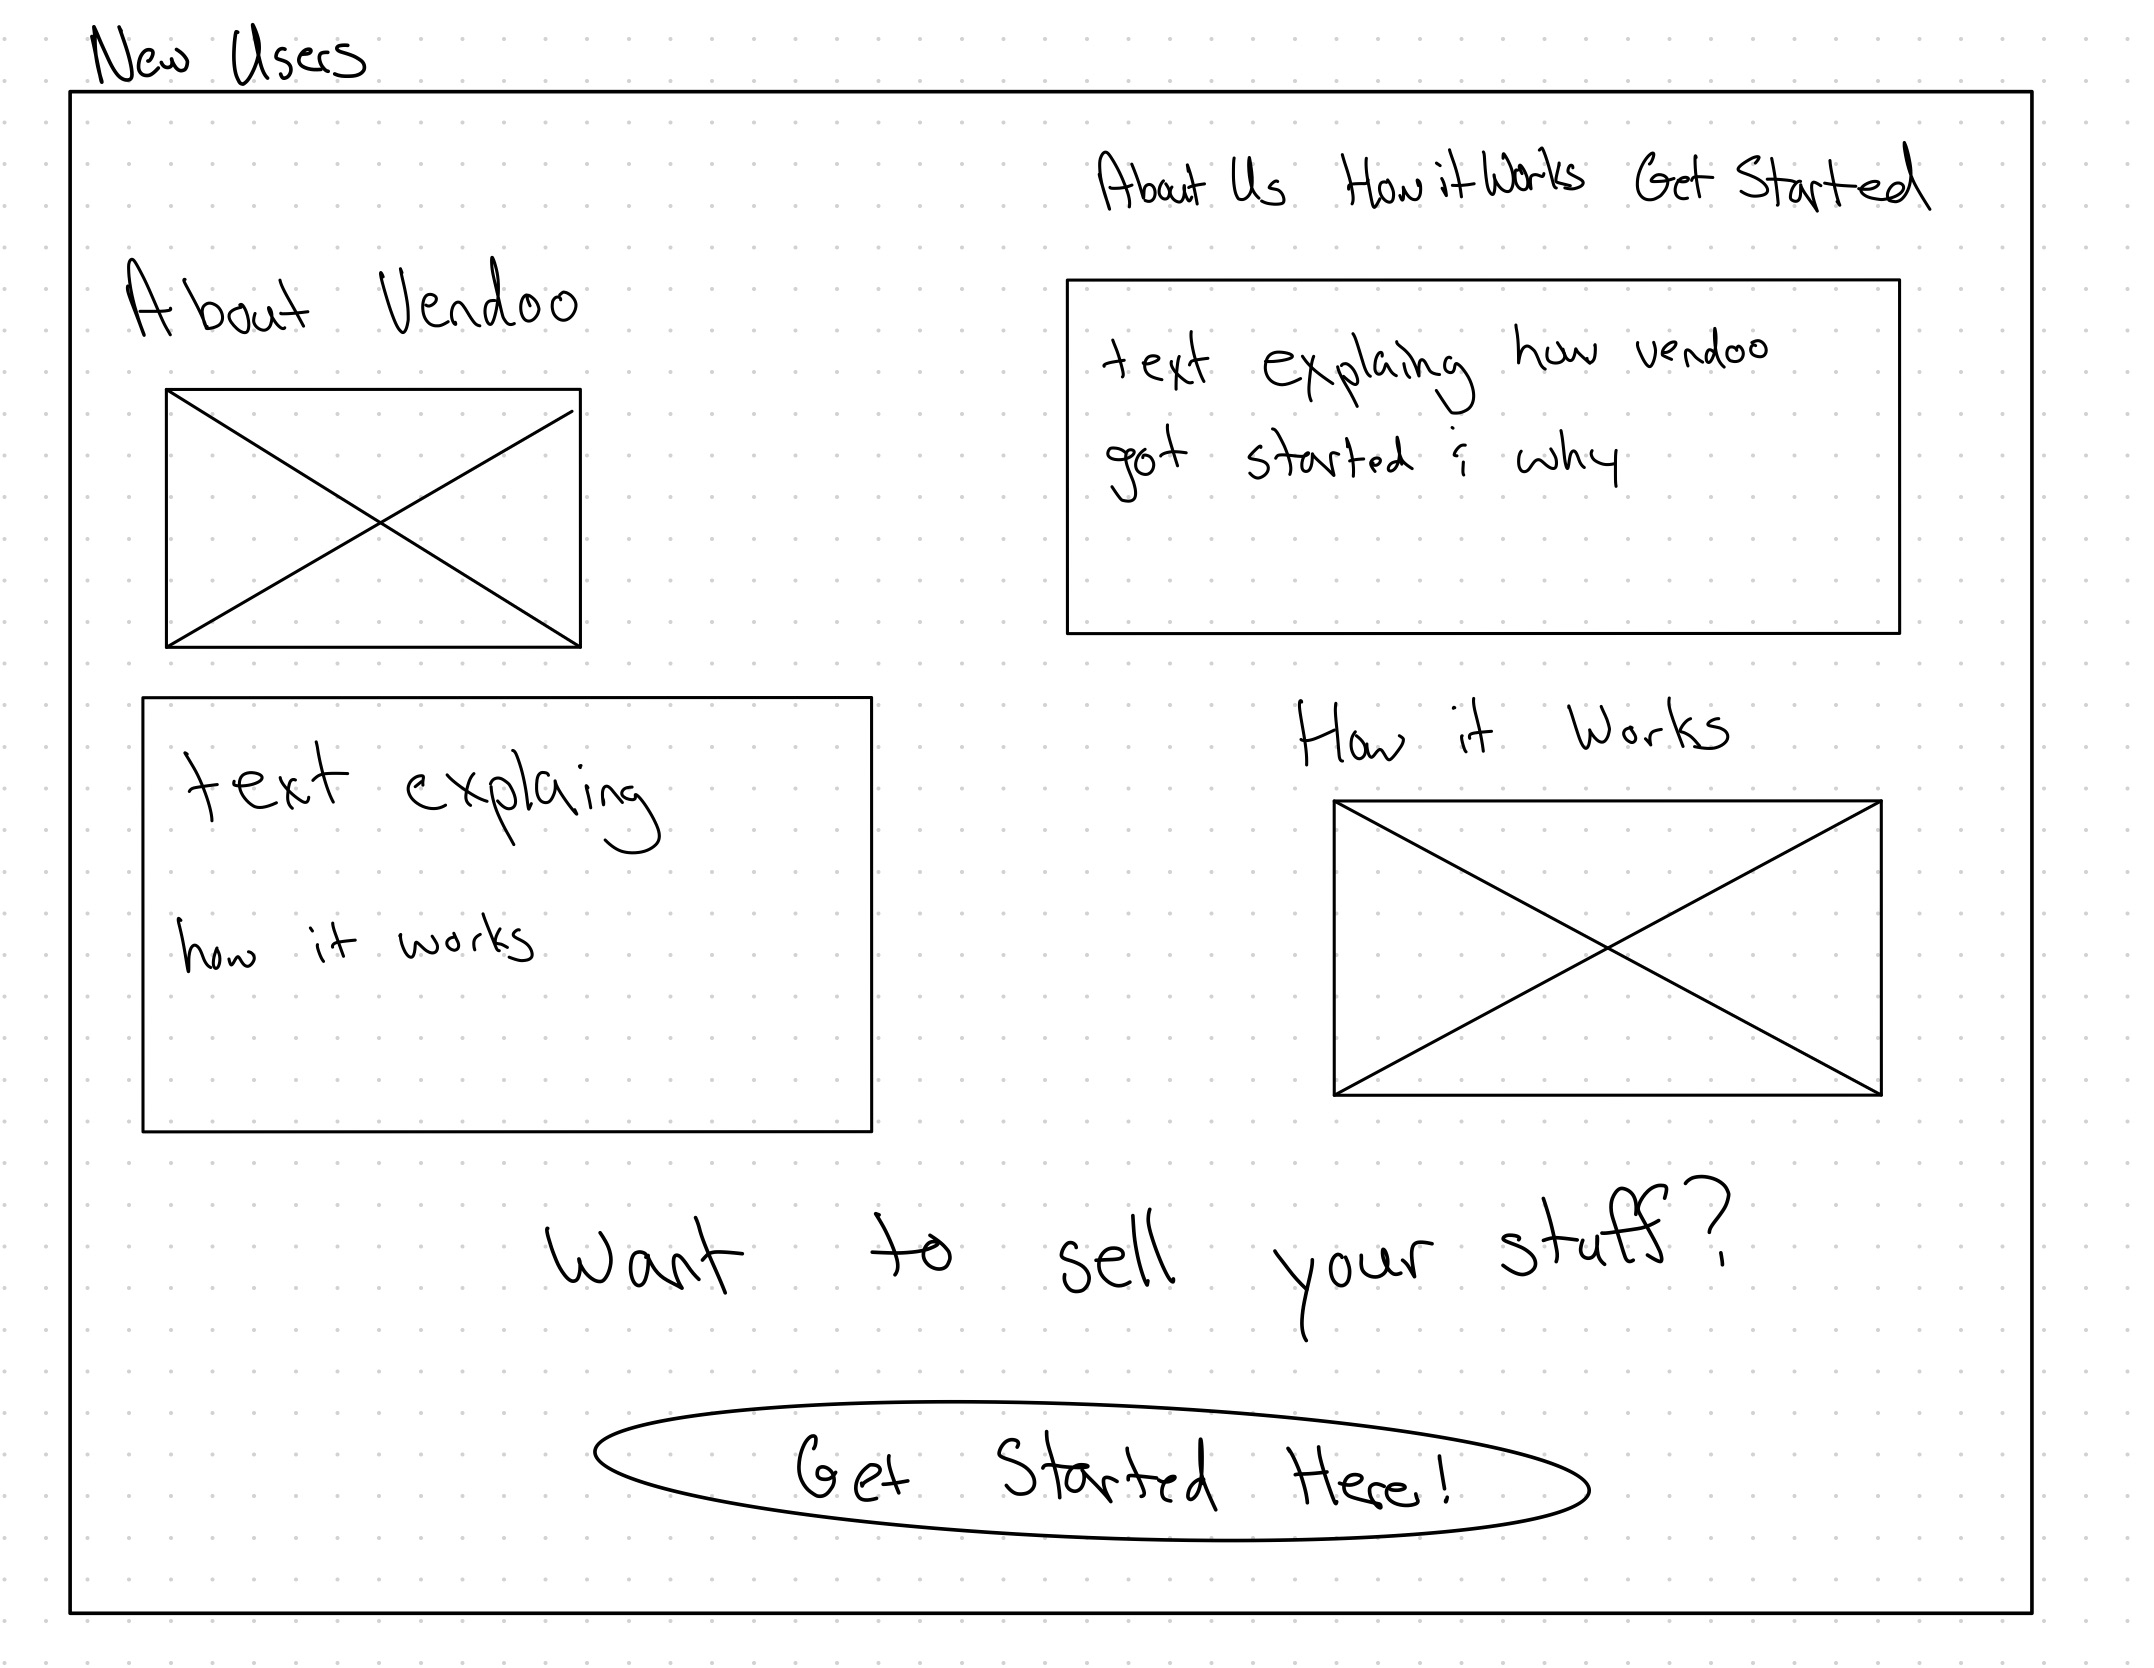 New Users
About Us How it Works Get Started
About Vendoo
text explaing how vendoo
got started & why
text explaing
how it works
How it Works
Want to sell your stuff?
Get Started Here!